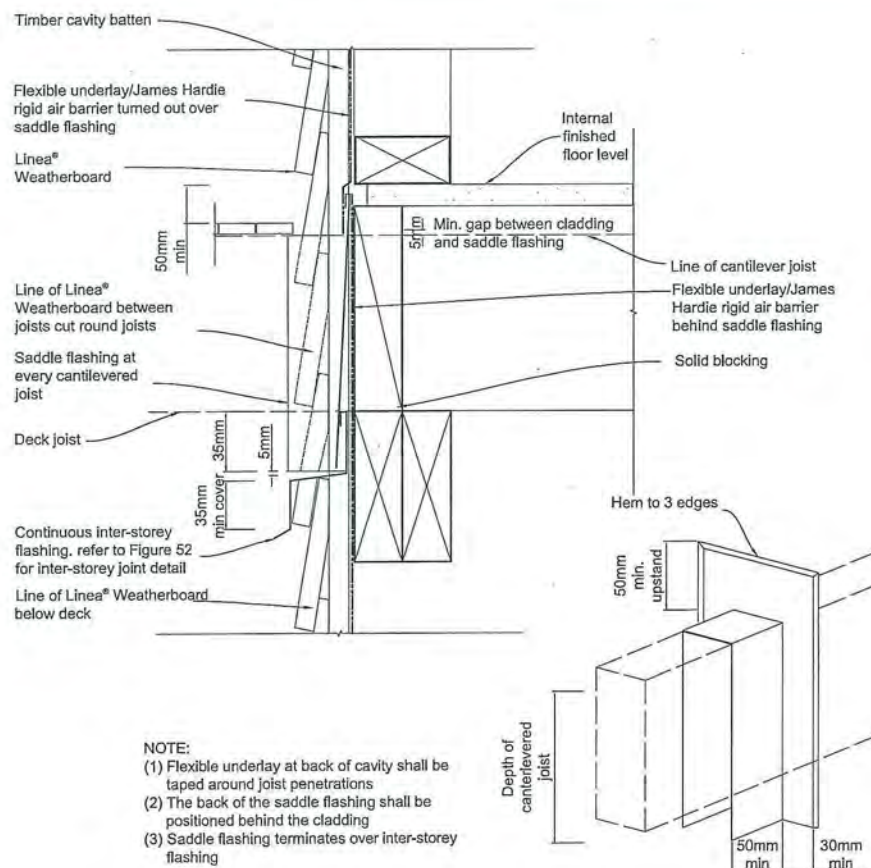 Timber cavity batten
Flexible underlay/James Hardie
rigid air barrier turned out over
saddle flashing
Linea®
Weatherboard
50mm
min
Line of Linea®
Weatherboard between
joists cut round joists
Saddle flashing at
every cantilevered
joist
Deck joist
35mm
5mm
35mm
min cover
Continuous inter-storey
flashing. refer to Figure 52
for inter-storey joint detail
Line of Linea® Weatherboard
below deck
Internal
finished
floor level
5mm
Min. gap between cladding
and saddle flashing
Line of cantilever joist
Flexible underlay/James
Hardie rigid air barrier
behind saddle flashing
Solid blocking
Hem to 3 edges
50mm
min.
upstand
Depth of
canterlevered
joist
50mm
min
30mm
min
NOTE:
(1) Flexible underlay at back of cavity shall be
taped around joist penetrations
(2) The back of the saddle flashing shall be
positioned behind the cladding
(3) Saddle flashing terminates over inter-storey
flashing